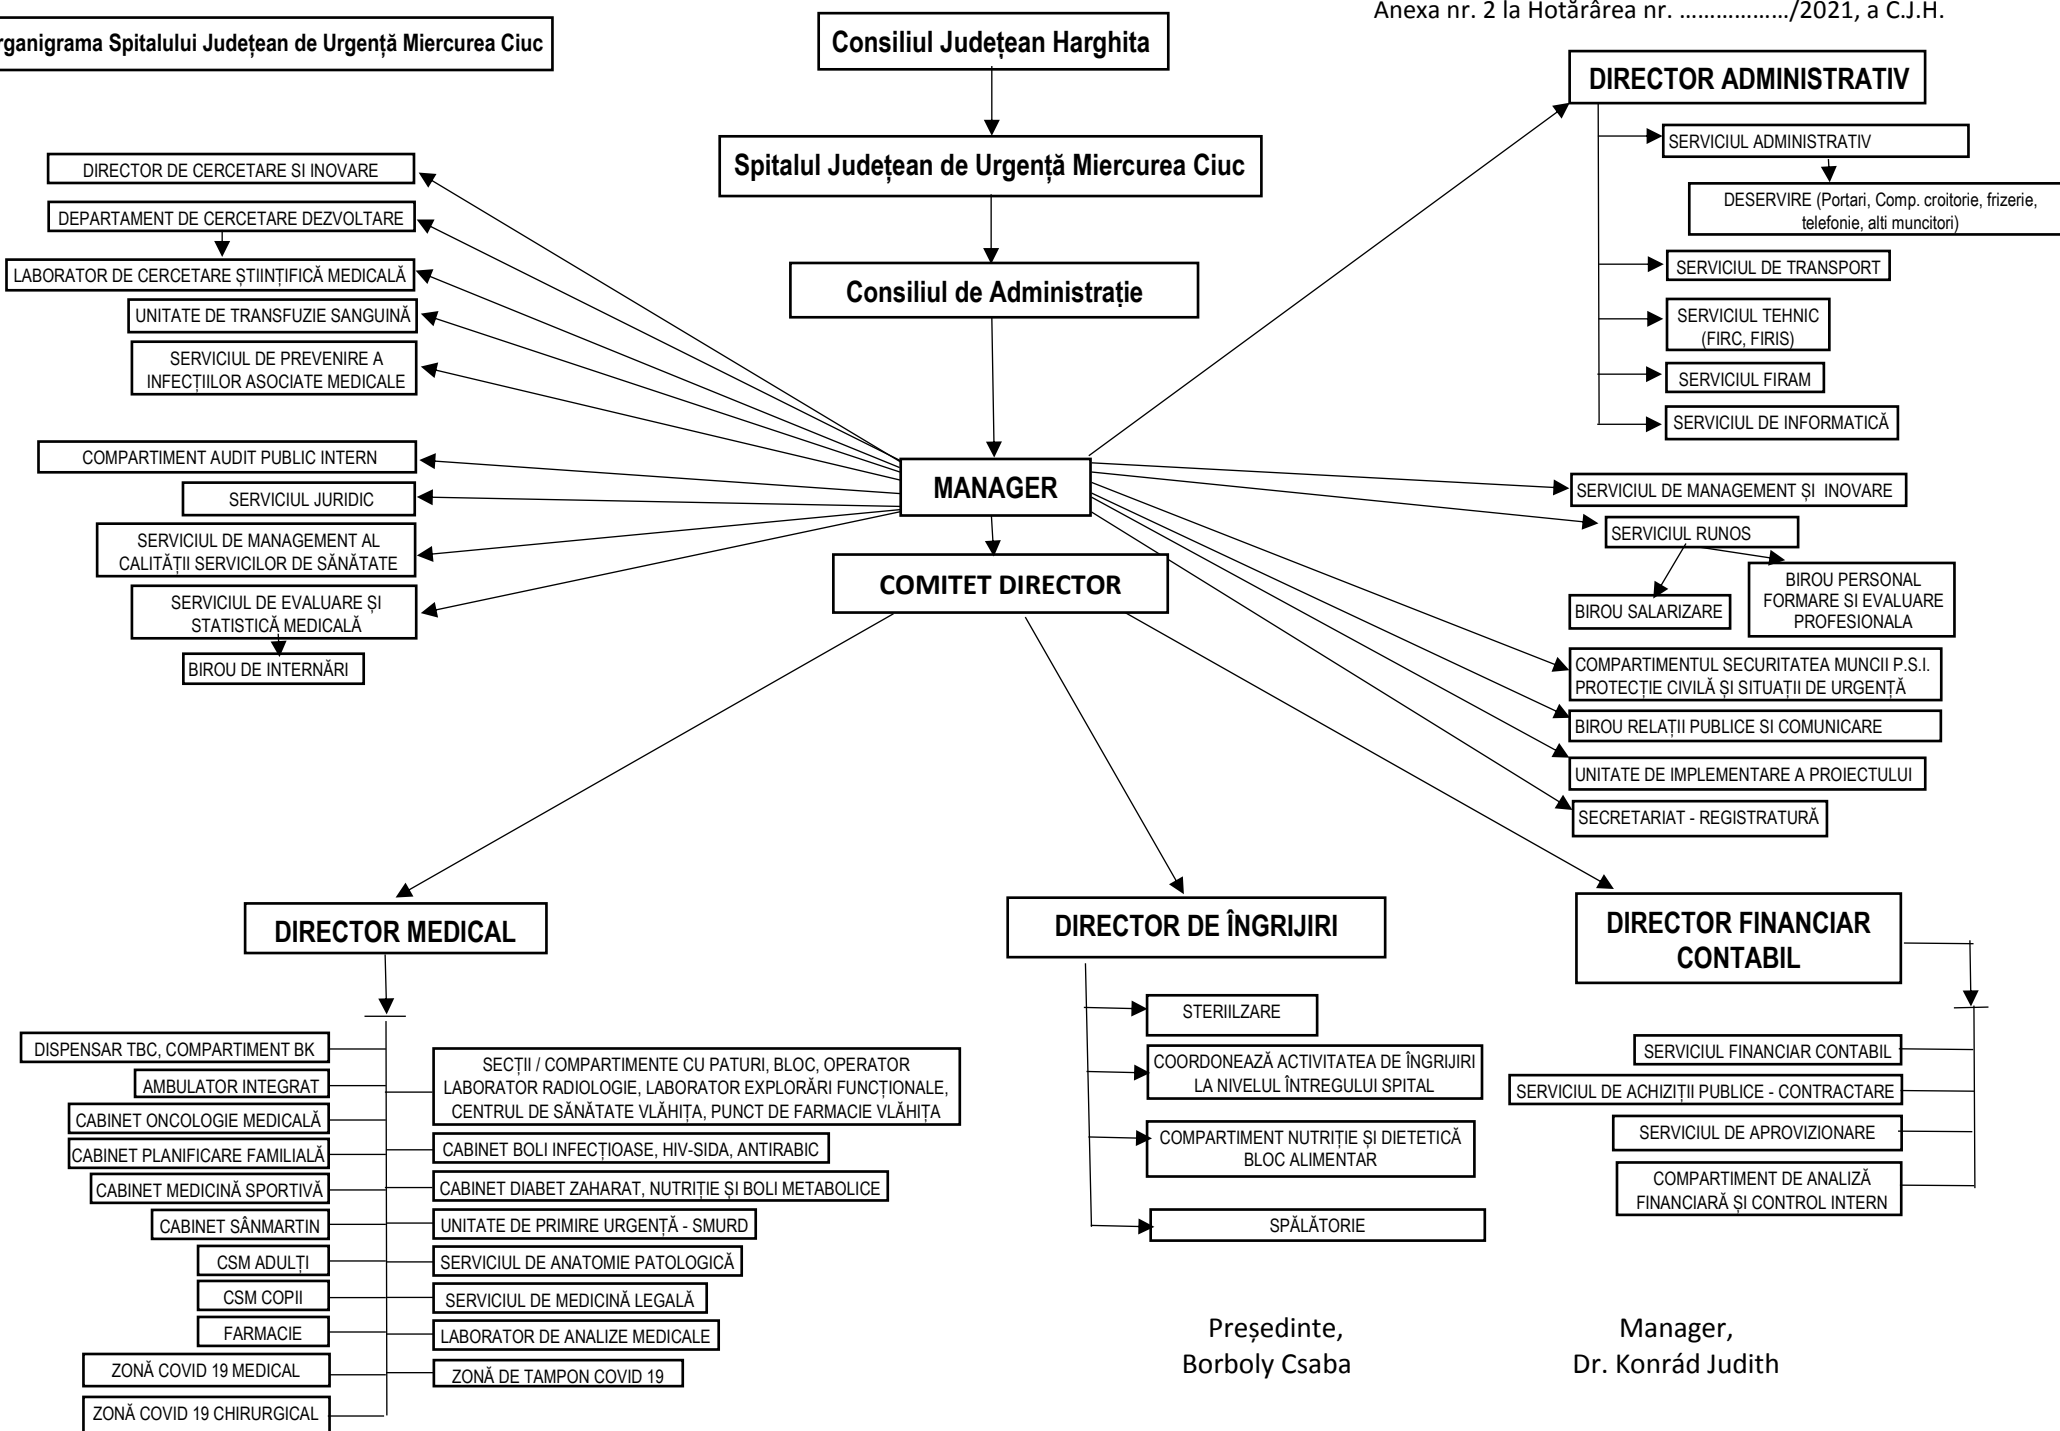 Anexa nr. 2 la Hotărârea nr. ………………/2021, a C.J.H.
rganigrama Spitalului Județean de Urgență Miercurea Ciuc
Consiliul Județean Harghita
Spitalul Județean de Urgență Miercurea Ciuc
Consiliul de Administrație
MANAGER
COMITET DIRECTOR
DIRECTOR DE CERCETARE SI INOVARE
DEPARTAMENT DE CERCETARE DEZVOLTARE
LABORATOR DE CERCETARE ȘTIINȚIFICĂ MEDICALĂ
UNITATE DE TRANSFUZIE SANGUINĂ
SERVICIUL DE PREVENIRE A
INFECȚIILOR ASOCIATE MEDICALE
COMPARTIMENT AUDIT PUBLIC INTERN
SERVICIUL JURIDIC
SERVICIUL DE MANAGEMENT AL
CALITĂȚII SERVICILOR DE SĂNĂTATE
SERVICIUL DE EVALUARE ȘI
STATISTICĂ MEDICALĂ
BIROU DE INTERNĂRI
DIRECTOR ADMINISTRATIV
SERVICIUL ADMINISTRATIV
DESERVIRE (Portari, Comp. croitorie, frizerie,
telefonie, alti muncitori)
SERVICIUL DE TRANSPORT
SERVICIUL TEHNIC
(FIRC, FIRIS)
SERVICIUL FIRAM
SERVICIUL DE INFORMATICĂ
SERVICIUL DE MANAGEMENT ȘI INOVARE
SERVICIUL RUNOS
BIROU SALARIZARE
BIROU PERSONAL
FORMARE SI EVALUARE
PROFESIONALA
COMPARTIMENTUL SECURITATEA MUNCII P.S.I.
PROTECȚIE CIVILĂ ȘI SITUAȚII DE URGENȚĂ
BIROU RELAȚII PUBLICE SI COMUNICARE
UNITATE DE IMPLEMENTARE A PROIECTULUI
SECRETARIAT - REGISTRATURĂ
DIRECTOR MEDICAL
DISPENSAR TBC, COMPARTIMENT BK
AMBULATOR INTEGRAT
CABINET ONCOLOGIE MEDICALĂ
CABINET PLANIFICARE FAMILIALĂ
CABINET MEDICINĂ SPORTIVĂ
CABINET SÂNMARTIN
CSM ADULȚI
CSM COPII
FARMACIE
ZONĂ COVID 19 MEDICAL
ZONĂ COVID 19 CHIRURGICAL
SECȚII / COMPARTIMENTE CU PATURI, BLOC, OPERATOR
LABORATOR RADIOLOGIE, LABORATOR EXPLORĂRI FUNCȚIONALE,
CENTRUL DE SĂNĂTATE VLĂHIȚA, PUNCT DE FARMACIE VLĂHIȚA
CABINET BOLI INFECȚIOASE, HIV-SIDA, ANTIRABIC
CABINET DIABET ZAHARAT, NUTRIȚIE ȘI BOLI METABOLICE
UNITATE DE PRIMIRE URGENȚĂ - SMURD
SERVICIUL DE ANATOMIE PATOLOGICĂ
SERVICIUL DE MEDICINĂ LEGALĂ
LABORATOR DE ANALIZE MEDICALE
ZONĂ DE TAMPON COVID 19
DIRECTOR DE ÎNGRIJIRI
STERIILZARE
COORDONEAZĂ ACTIVITATEA DE ÎNGRIJIRI
LA NIVELUL ÎNTREGULUI SPITAL
COMPARTIMENT NUTRIȚIE ȘI DIETETICĂ
BLOC ALIMENTAR
SPĂLĂTORIE
DIRECTOR FINANCIAR
CONTABIL
SERVICIUL FINANCIAR CONTABIL
SERVICIUL DE ACHIZIȚII PUBLICE - CONTRACTARE
SERVICIUL DE APROVIZIONARE
COMPARTIMENT DE ANALIZĂ
FINANCIARĂ ȘI CONTROL INTERN
Președinte,
Borboly Csaba
Manager,
Dr. Konrád Judith